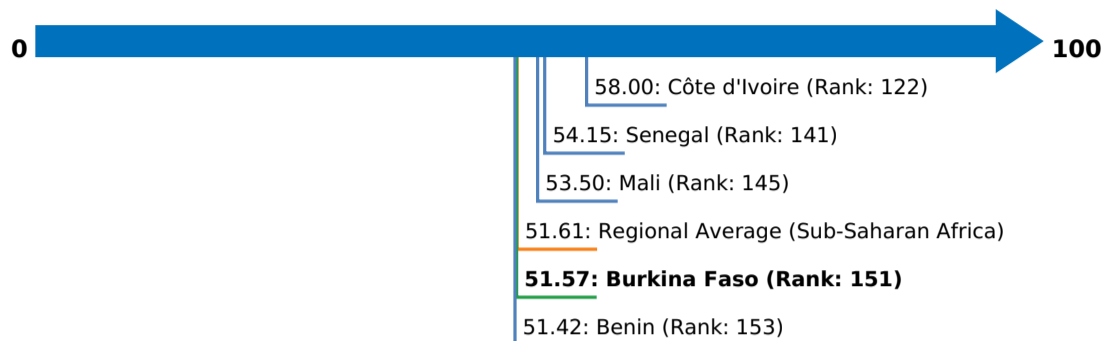 0
100
58.00: Côte d'Ivoire (Rank: 122)
54.15: Senegal (Rank: 141)
53.50: Mali (Rank: 145)
51.61: Regional Average (Sub-Saharan Africa)
51.57: Burkina Faso (Rank: 151)
51.42: Benin (Rank: 153)